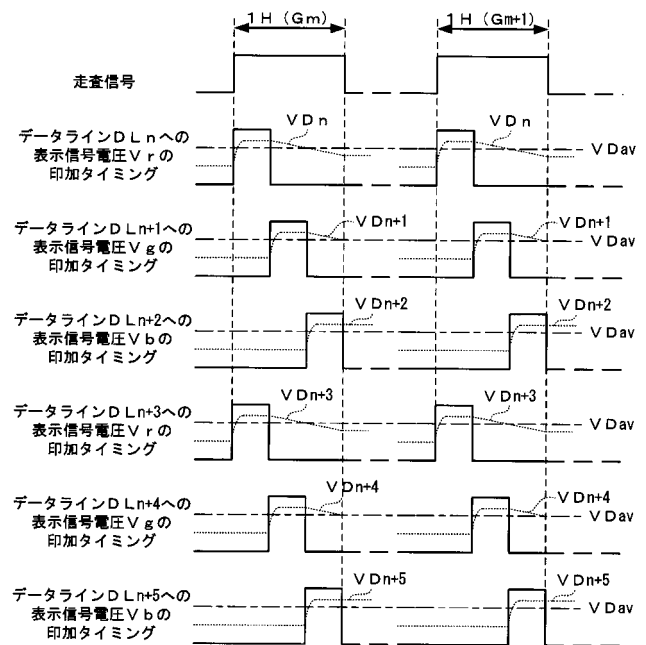 1H (Gm)
1H (Gm+1)
走査信号
データラインDLnへの
表示信号電圧Vrの
印加タイミング
VDn
VDn
VDav
データラインDLn+1への
表示信号電圧Vgの
印加タイミング
VDn+1
VDn+1
VDav
データラインDLn+2への
表示信号電圧Vbの
印加タイミング
VDn+2
VDn+2
VDav
データラインDLn+3への
表示信号電圧Vrの
印加タイミング
VDn+3
VDn+3
VDav
データラインDLn+4への
表示信号電圧Vgの
印加タイミング
VDn+4
VDn+4
VDav
データラインDLn+5への
表示信号電圧Vbの
印加タイミング
VDn+5
VDn+5
VDav